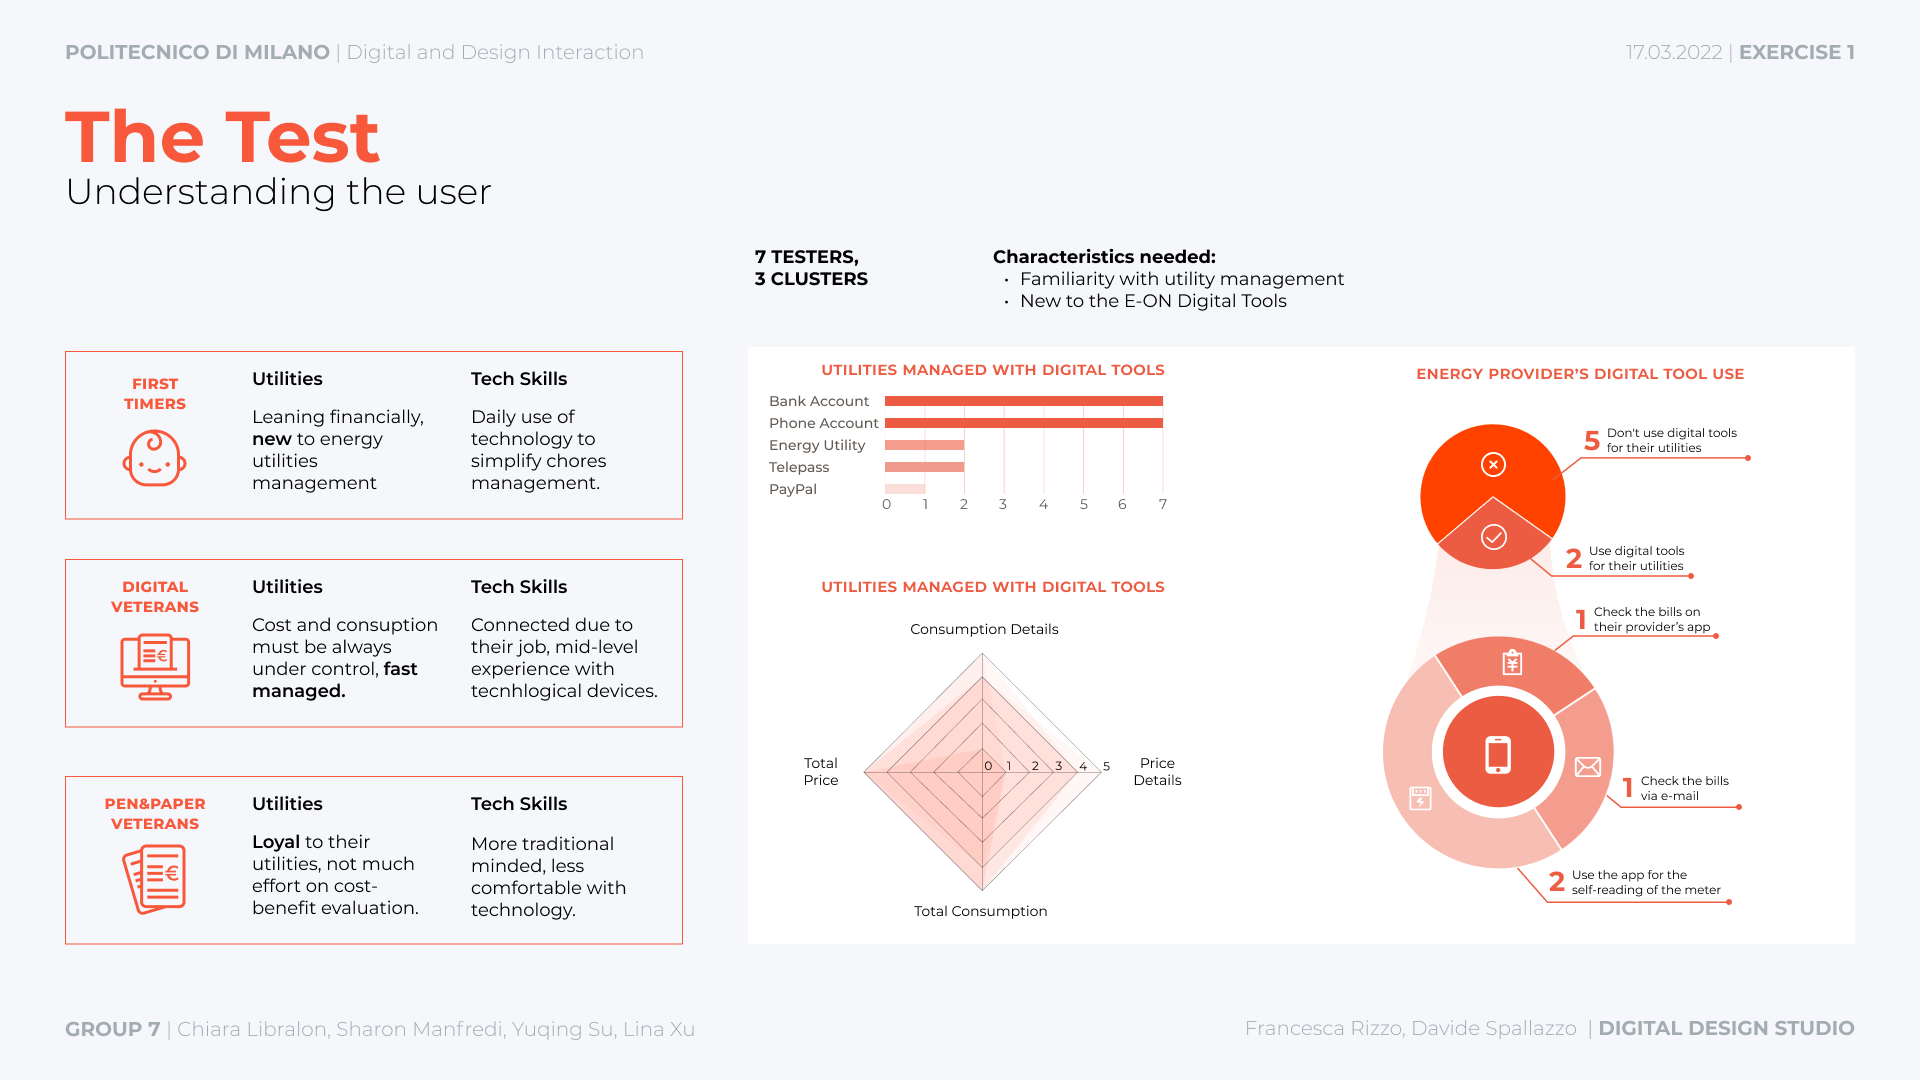 POLITECNICO DI MILANO | Digital and Design Interaction
17.03.2022 | EXERCISE 1
The Test
Understanding the user
7 TESTERS,
3 CLUSTERS
Characteristics needed:
• Familiarity with utility management
• New to the E-ON Digital Tools
FIRST
TIMERS
Utilities
Leaning financially,
new to energy
utilities
management
Tech Skills
Daily use of
technology to
simplify chores
management.
DIGITAL
VETERANS
Utilities
Cost and consuption
must be always
under control, fast
managed.
Tech Skills
Connected due to
their job, mid-level
experience with
tecnhlogical devices.
PEN&PAPER
VETERANS
Utilities
Loyal to their
utilities, not much
effort on cost-
benefit evaluation.
Tech Skills
More traditional
minded, less
comfortable with
technology.
UTILITIES MANAGED WITH DIGITAL TOOLS
Bank Account
Phone Account
Energy Utility
Telepass
PayPal
0 1 2 3 4 5 6 7
UTILITIES MANAGED WITH DIGITAL TOOLS
Consumption Details
Total
Price
0 1 2 3 4 5
Price
Details
Total Consumption
ENERGY PROVIDER’S DIGITAL TOOL USE
5 Don't use digital tools
for their utilities
2 Use digital tools
for their utilities
1 Check the bills on
their provider’s app
1 Check the bills
via e-mail
2 Use the app for the
self-reading of the meter
GROUP 7 | Chiara Libralon, Sharon Manfredi, Yuqing Su, Lina Xu
Francesca Rizzo, Davide Spallazzo | DIGITAL DESIGN STUDIO